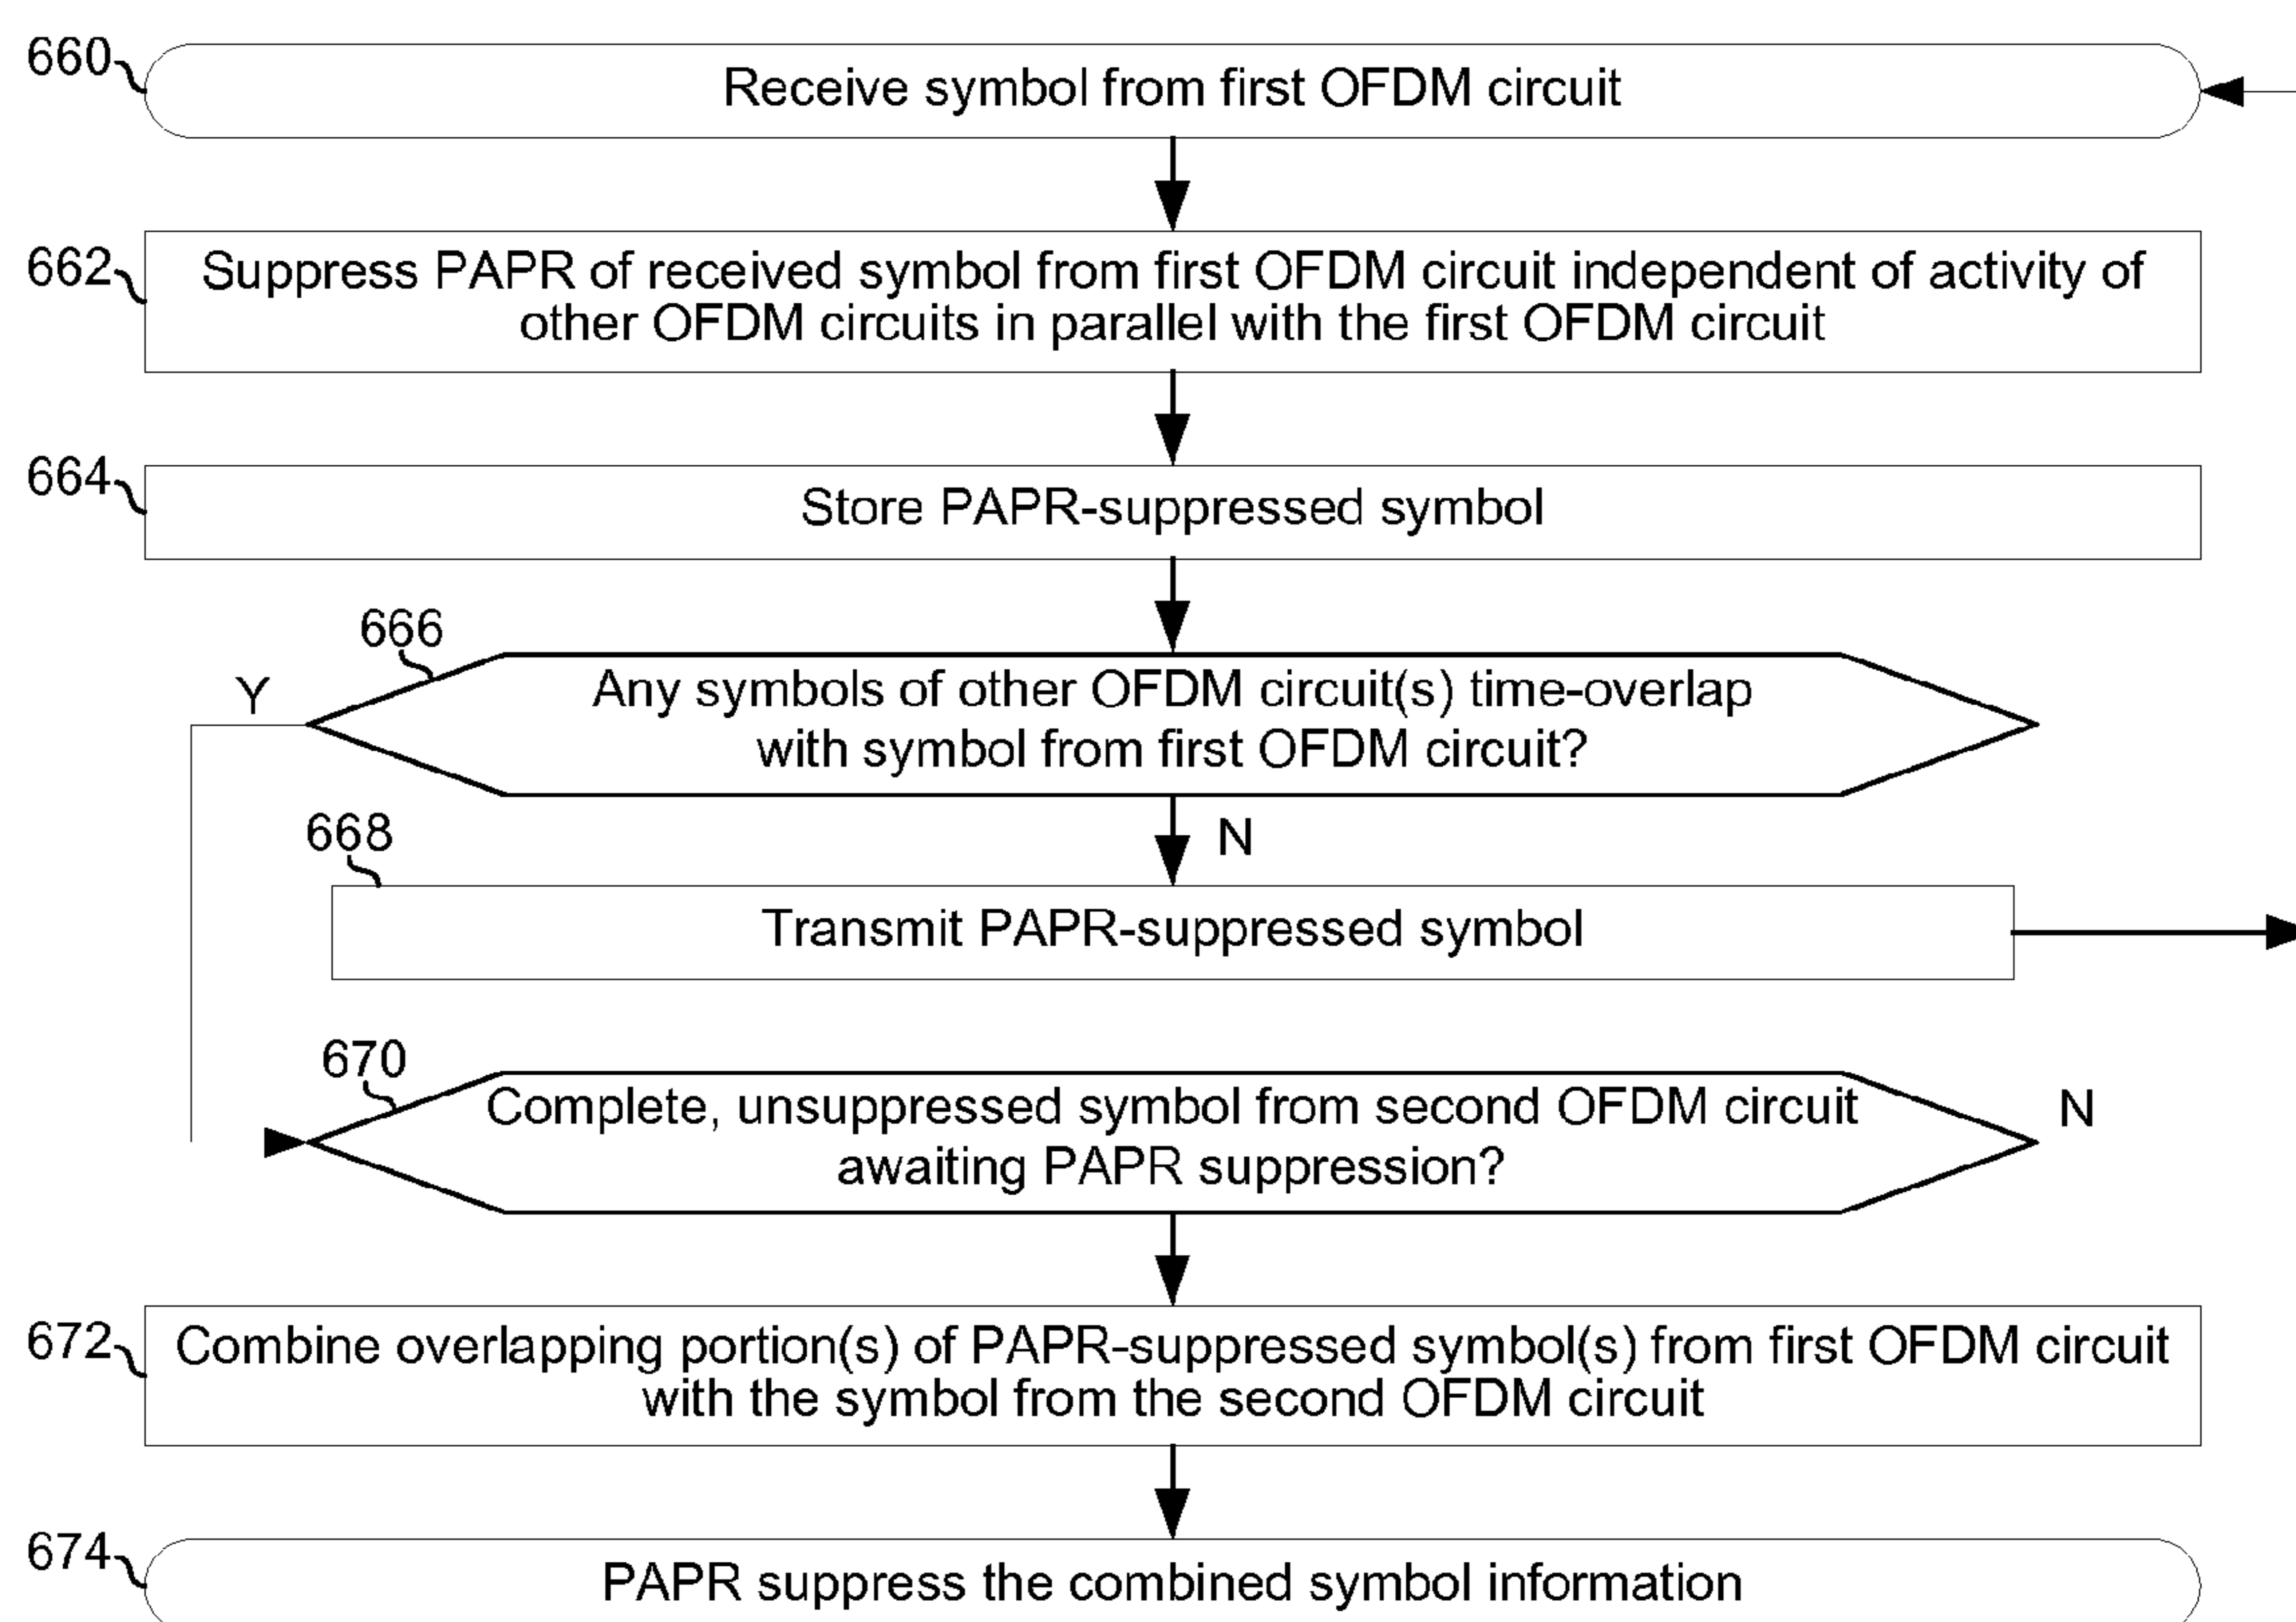 660
Receive symbol from first OFDM circuit
662
Suppress PAPR of received symbol from first OFDM circuit independent of activity of
other OFDM circuits in parallel with the first OFDM circuit
664
Store PAPR-suppressed symbol
666
Y
Any symbols of other OFDM circuit(s) time-overlap
with symbol from first OFDM circuit?
668
N
Transmit PAPR-suppressed symbol
670
Complete, unsuppressed symbol from second OFDM circuit
awaiting PAPR suppression?
N
672
Combine overlapping portion(s) of PAPR-suppressed symbol(s) from first OFDM circuit
with the symbol from the second OFDM circuit
674
PAPR suppress the combined symbol information